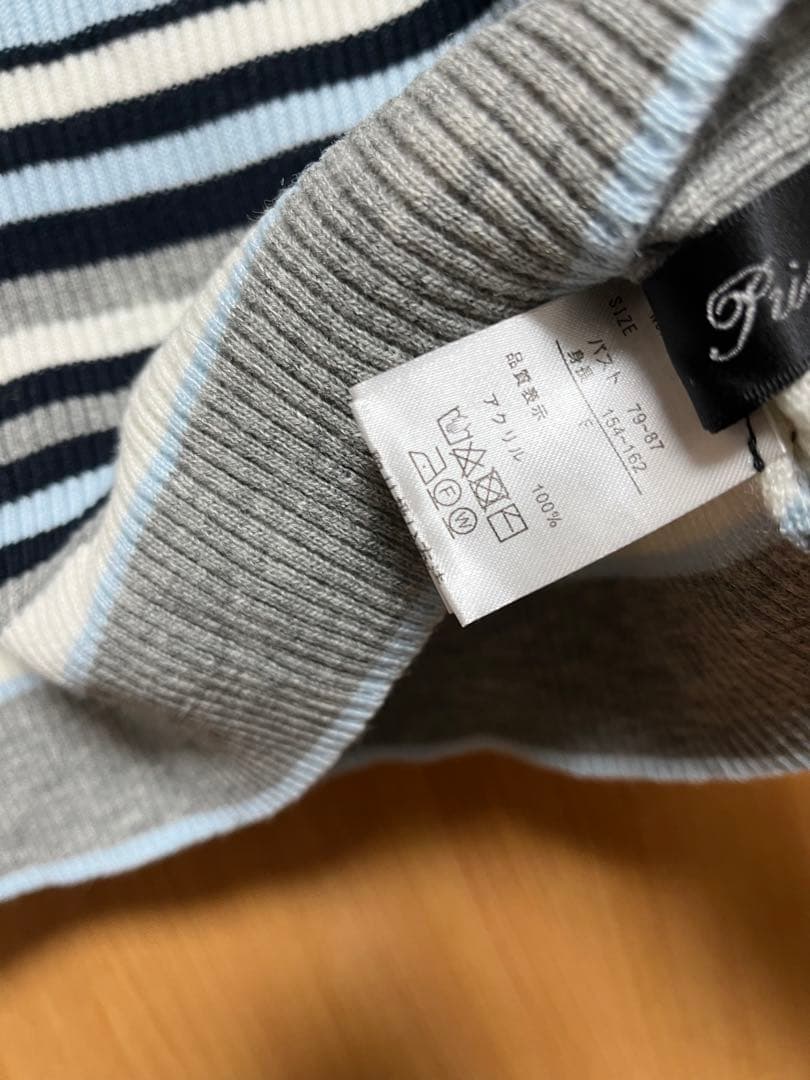 SIZE
バスト 79~87
身長 154~162
F
品質表示
アクリル 100%
F
W